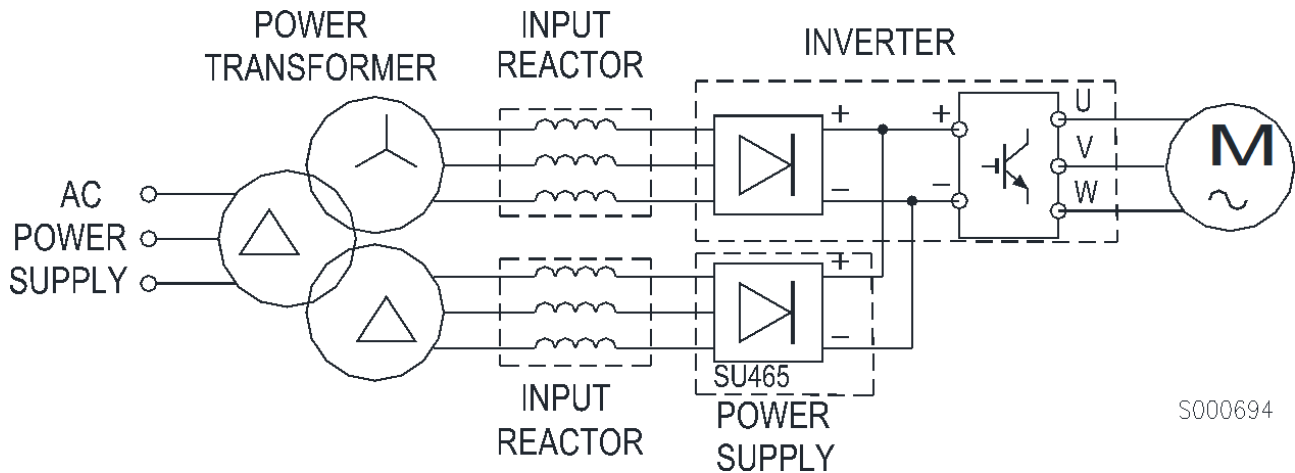 POWER
TRANSFORMER
INPUT
REACTOR
INVERTER
AC
POWER
SUPPLY
+
−
+
−
U
V
W
M
+
−
SU465
INPUT
REACTOR
POWER
SUPPLY
S000694